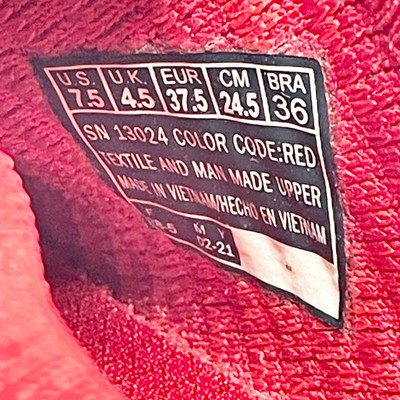 U.S. U.K. EUR CM BRA
7.5 4.5 37.5 24.5 36
SN 13024 COLOR CODE:RED
TEXTILE AND MAN MADE UPPER
MADE IN VIETNAM/HECHO EN VIETNAM
F M Y
02-21